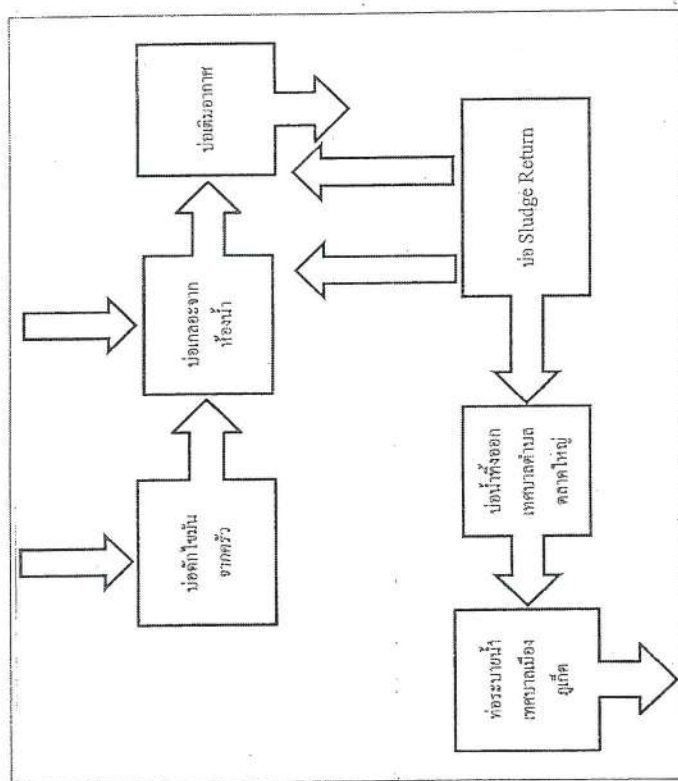 บ่อดักไขมัน
จากครัว
บ่อเกลอะจาก
ห้องน้ำ
บ่อเติมอากาศ
บ่อ Sludge Return
บ่อน้ำทิ้งออก
เทศบาลตำบล
ตลาดใหญ่
ท่อระบายน้ำ
เทศบาลเมือง
ภูเก็ต